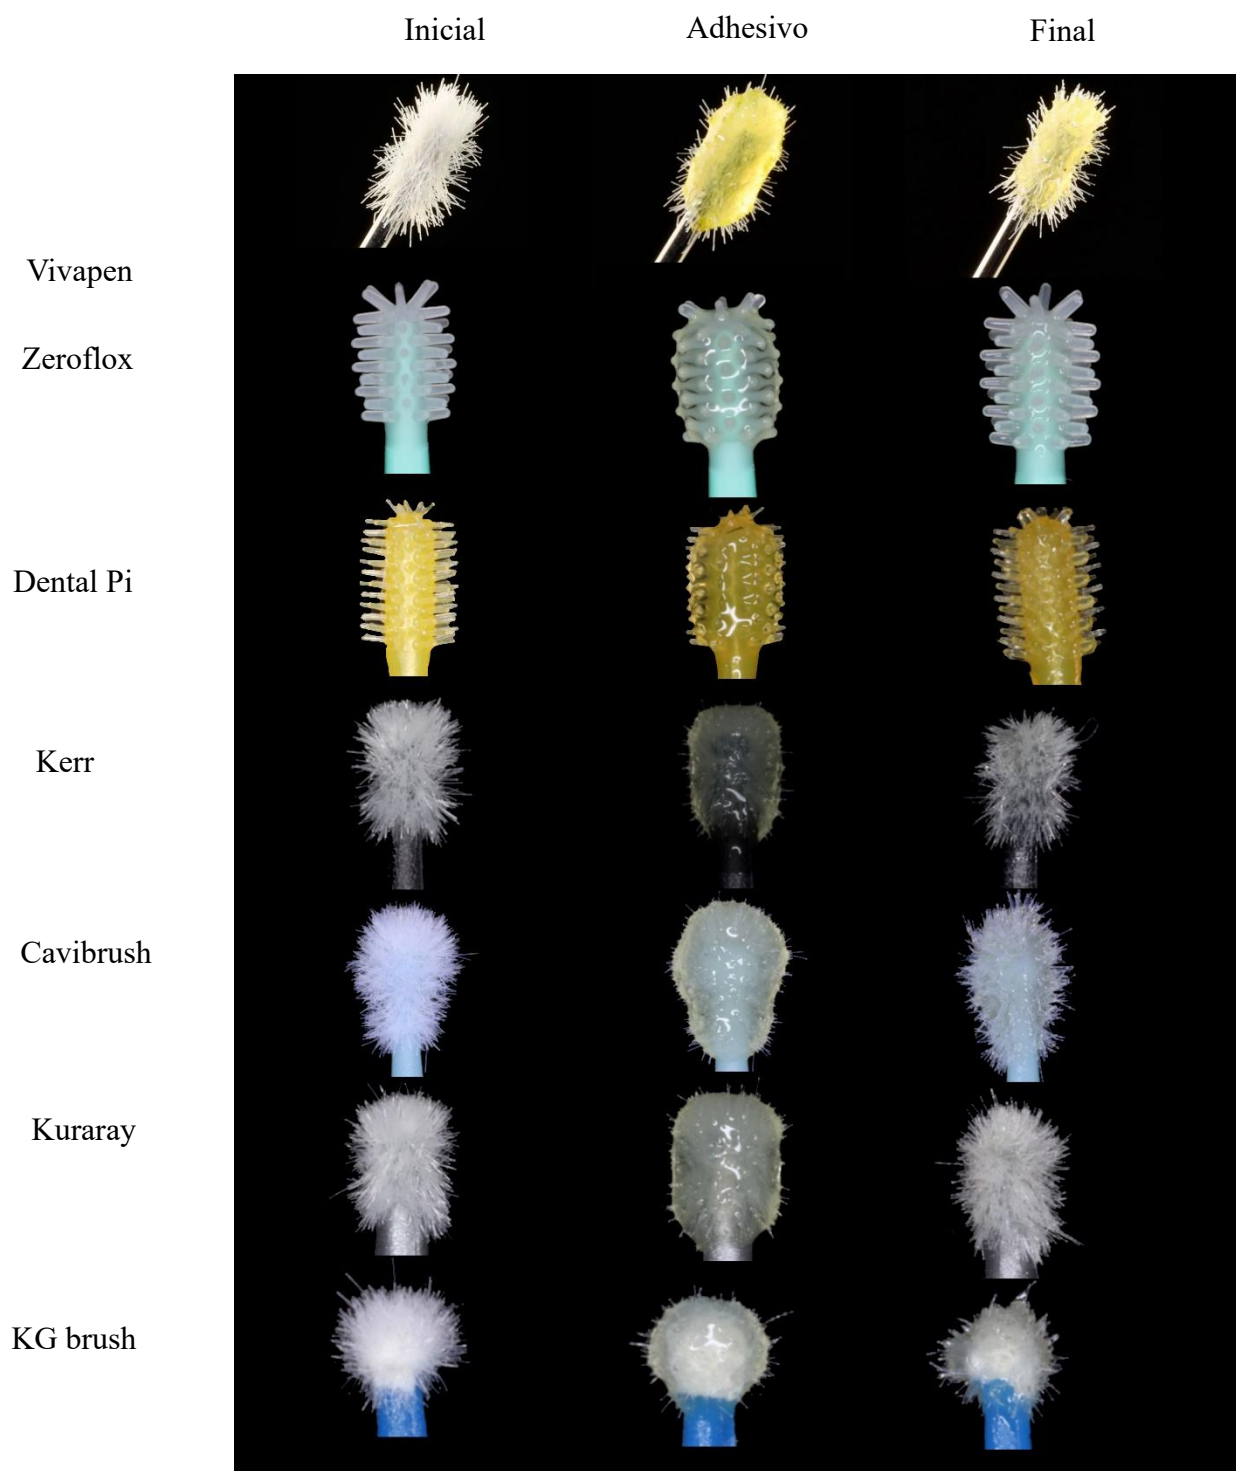 Inicial Adhesivo Final
Vivapen
Zeroflox
Dental Pi
Kerr
Cavibrush
Kuraray
KG brush